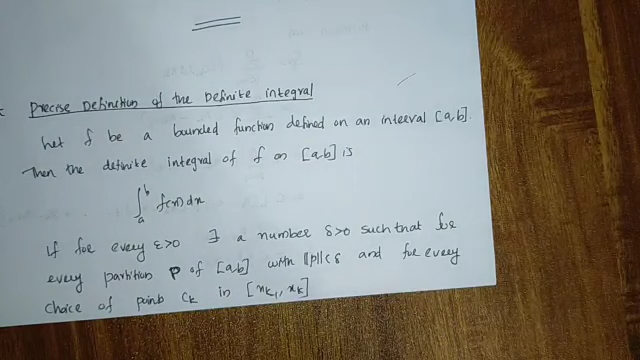 Precise Definition of the Definite integral
Let f be a bounded function defined on an interval [a,b].
Then the definite integral of f on [a,b] is
∫ₐᵇ f(x) dx
If for every ε>0 ∃ a number δ>0 such that for
every partition P of [a,b] with ‖p‖<δ and for every
choice of points Cₖ in [xₖ₋₁, xₖ]